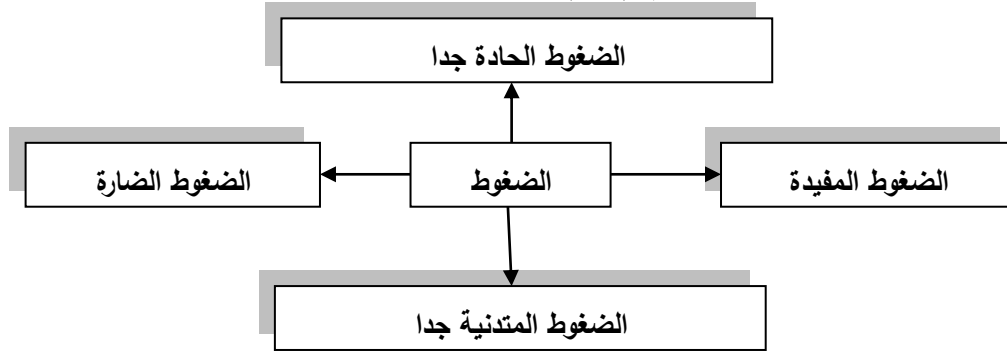 الضغوط الحادة جدا
الضغوط المفيدة
الضغوط
الضغوط الضارة
الضغوط المتدنية جدا